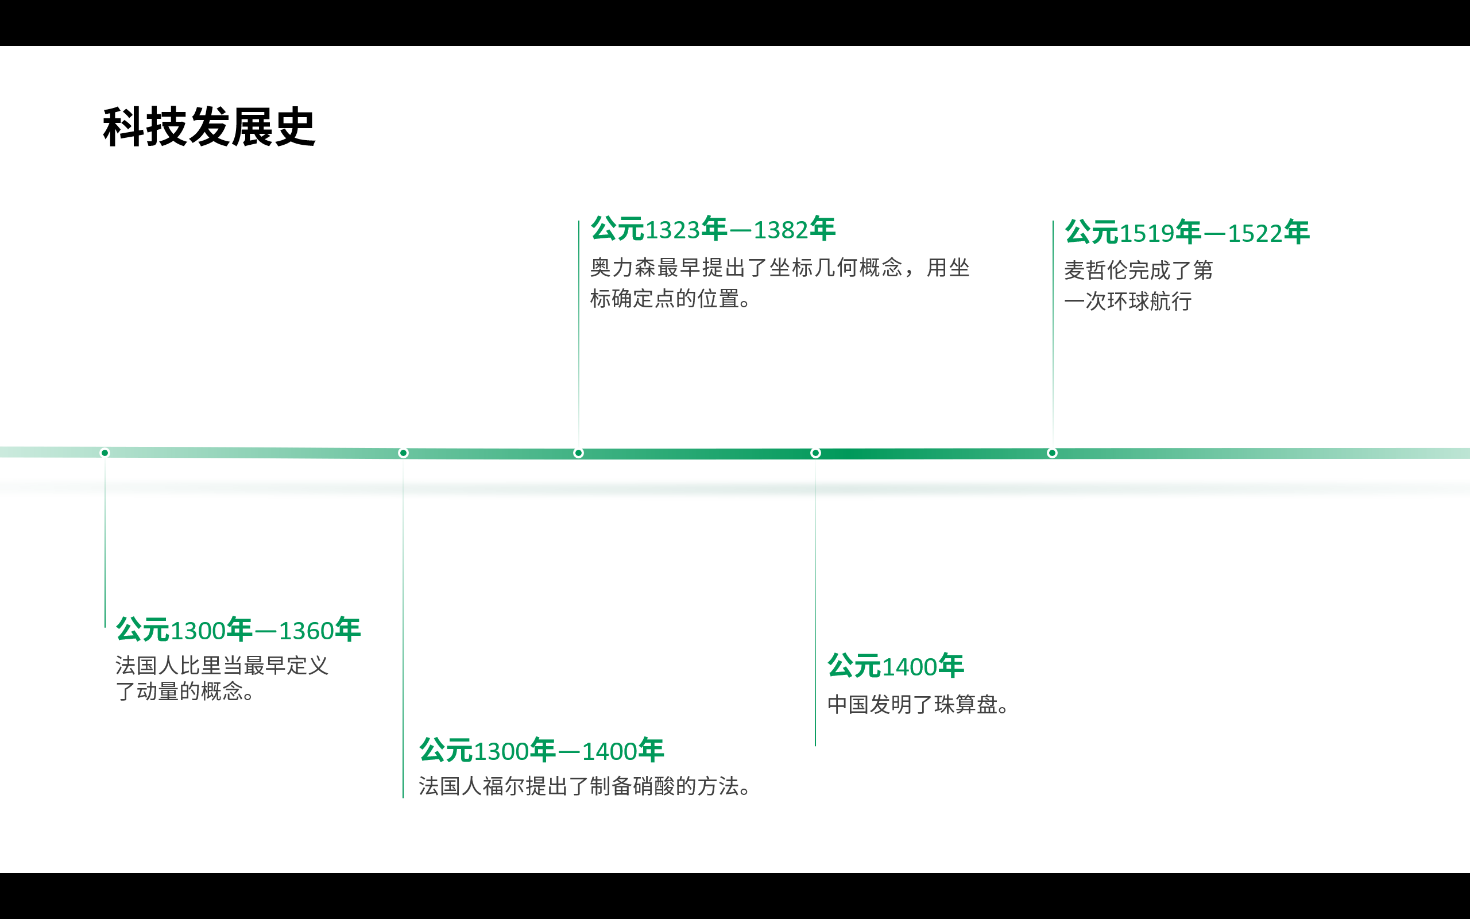 科技发展史
公元1323年—1382年
奥力森最早提出了坐标几何概念，用坐
标确定点的位置。
公元1519年—1522年
麦哲伦完成了第
一次环球航行
公元1300年—1360年
法国人比里当最早定义
了动量的概念。
公元1300年—1400年
法国人福尔提出了制备硝酸的方法。
公元1400年
中国发明了珠算盘。